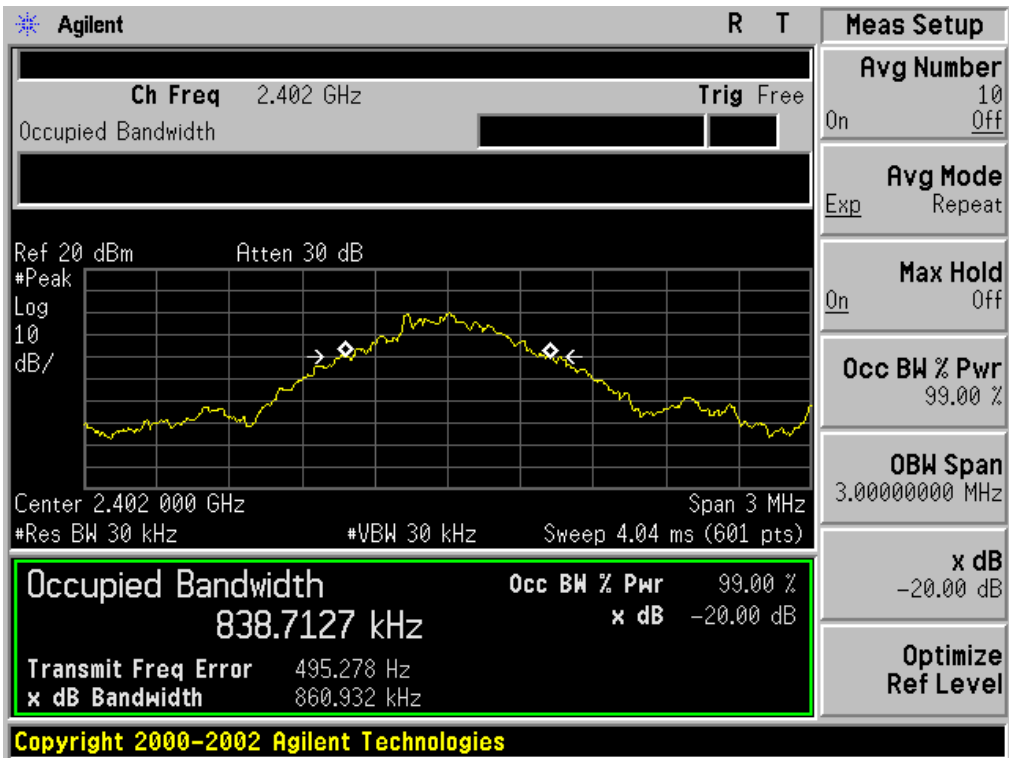 Agilent R T Meas Setup
Ch Freq 2.402 GHz Trig Free
Occupied Bandwidth
Ref 20 dBm Atten 30 dB
#Peak
Log
10
dB/
Center 2.402 000 GHz Span 3 MHz
#Res BW 30 kHz #VBW 30 kHz Sweep 4.04 ms (601 pts)
Occupied Bandwidth Occ BW % Pwr 99.00 %
838.7127 kHz x dB -20.00 dB
Transmit Freq Error 495.278 Hz
x dB Bandwidth 860.932 kHz
Copyright 2000-2002 Agilent Technologies
Avg Number
10
On Off
Avg Mode
Exp Repeat
Max Hold
On Off
Occ BW % Pwr
99.00 %
OBW Span
3.00000000 MHz
x dB
-20.00 dB
Optimize
Ref Level